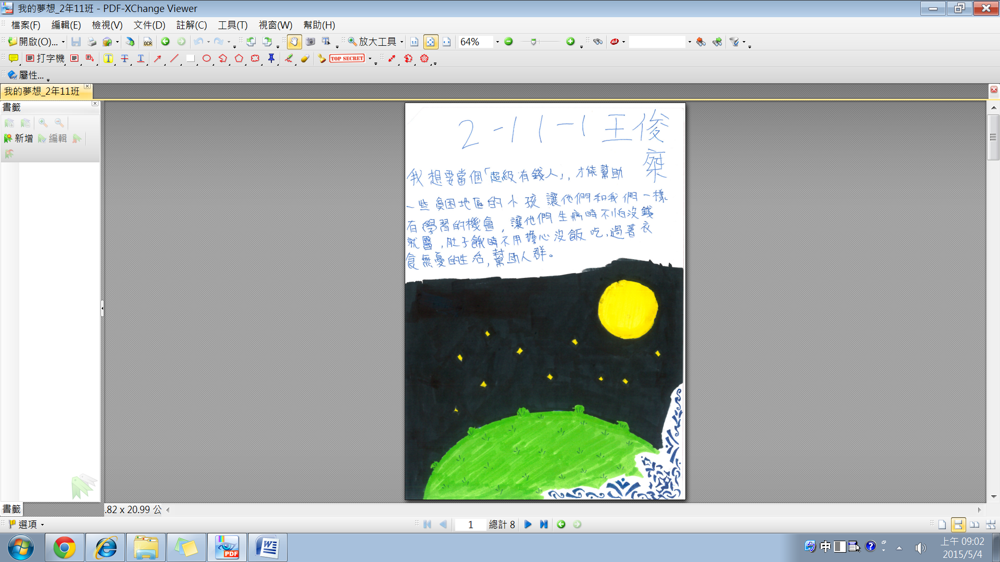 我的夢想_2年11班 - PDF-XChange Viewer
檔案(F) 編輯(E) 檢視(V) 文件(D) 註解(C) 工具(T) 視窗(W) 幫助(H)
開啟(O)... OCR 放大工具 1:1 64% Ask
打字機 TOP SECRET
屬性...
我的夢想_2年11班
書籤
新增 編輯
2-11-1 王俊
桀
我想要當個「超級有錢人」,才能幫助
一些貧困地區的小孩讓他們和我們一樣
有學習的機會,讓他們生病時不怕沒錢
就醫,肚子餓時不用擔心沒飯吃,過著衣
食無憂的生活,幫助人群。
書籤 .82 x 20.99 公
選項 1 總計 8
PDF 中 上午 09:02
2015/5/4